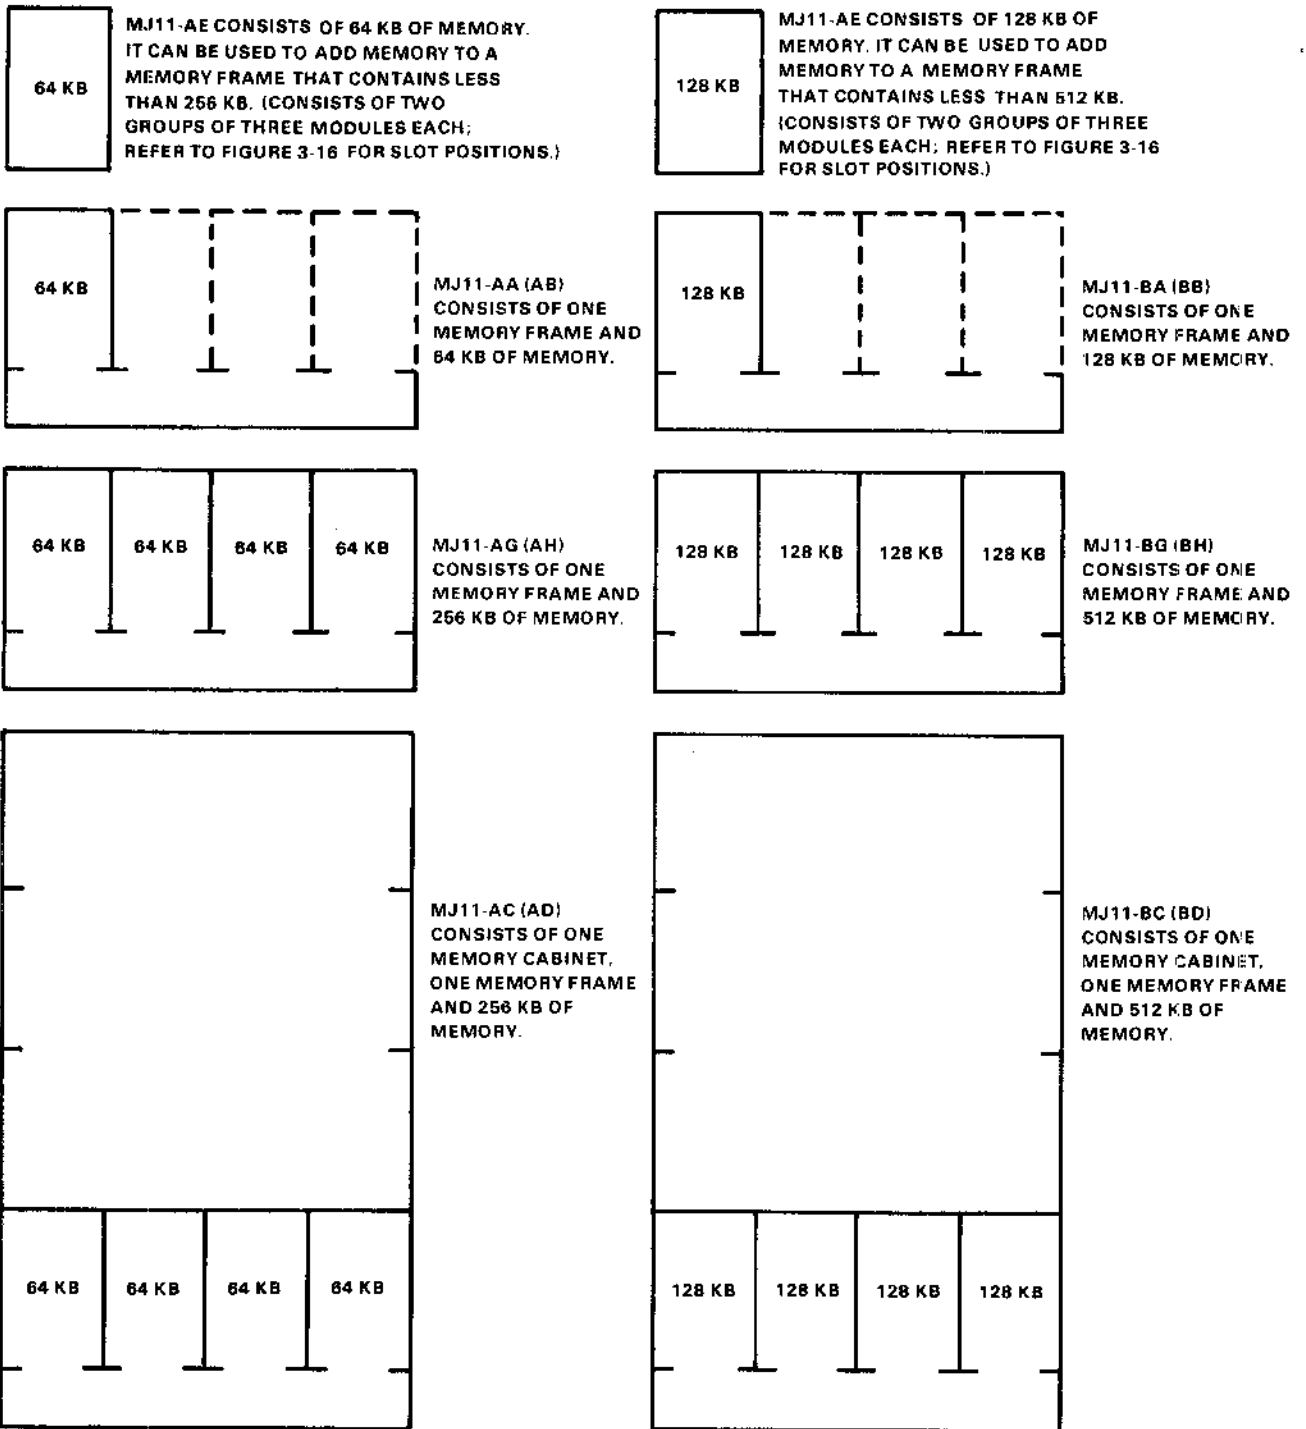 64 KB
MJ11-AE CONSISTS OF 64 KB OF MEMORY.
IT CAN BE USED TO ADD MEMORY TO A
MEMORY FRAME THAT CONTAINS LESS
THAN 256 KB. (CONSISTS OF TWO
GROUPS OF THREE MODULES EACH;
REFER TO FIGURE 3-16 FOR SLOT POSITIONS.)
128 KB
MJ11-AE CONSISTS OF 128 KB OF
MEMORY. IT CAN BE USED TO ADD
MEMORY TO A MEMORY FRAME
THAT CONTAINS LESS THAN 512 KB.
(CONSISTS OF TWO GROUPS OF THREE
MODULES EACH; REFER TO FIGURE 3-16
FOR SLOT POSITIONS.)
64 KB
MJ11-AA (AB)
CONSISTS OF ONE
MEMORY FRAME AND
64 KB OF MEMORY.
128 KB
MJ11-BA (BB)
CONSISTS OF ONE
MEMORY FRAME AND
128 KB OF MEMORY.
64 KB 64 KB 64 KB 64 KB
MJ11-AG (AH)
CONSISTS OF ONE
MEMORY FRAME AND
256 KB OF MEMORY.
128 KB 128 KB 128 KB 128 KB
MJ11-BG (BH)
CONSISTS OF ONE
MEMORY FRAME AND
512 KB OF MEMORY.
MJ11-AC (AD)
CONSISTS OF ONE
MEMORY CABINET,
ONE MEMORY FRAME
AND 256 KB OF
MEMORY.
64 KB 64 KB 64 KB 64 KB
MJ11-BC (BD)
CONSISTS OF ONE
MEMORY CABINET,
ONE MEMORY FRAME
AND 512 KB OF
MEMORY.
128 KB 128 KB 128 KB 128 KB